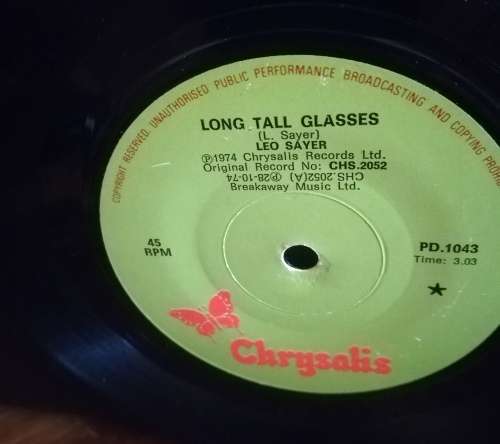 COPYRIGHT RESERVED. UNAUTHORISED PUBLIC PERFORMANCE BROADCASTING AND COPYING PROHI
LONG TALL GLASSES
(L. Sayer)
LEO SAYER
Ⓟ1974 Chrysalis Records Ltd.
Original Record No: CHS.2052
CHS.2052(A) Ⓟ28-10-74
Breakaway Music Ltd.
45
RPM
PD.1043
Time: 3.03
★
Chrysalis